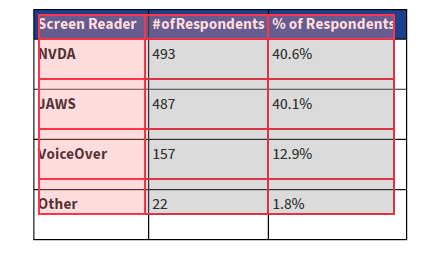 Screen Reader #ofRespondents % of Respondents
NVDA 493 40.6%
JAWS 487 40.1%
VoiceOver 157 12.9%
Other 22 1.8%